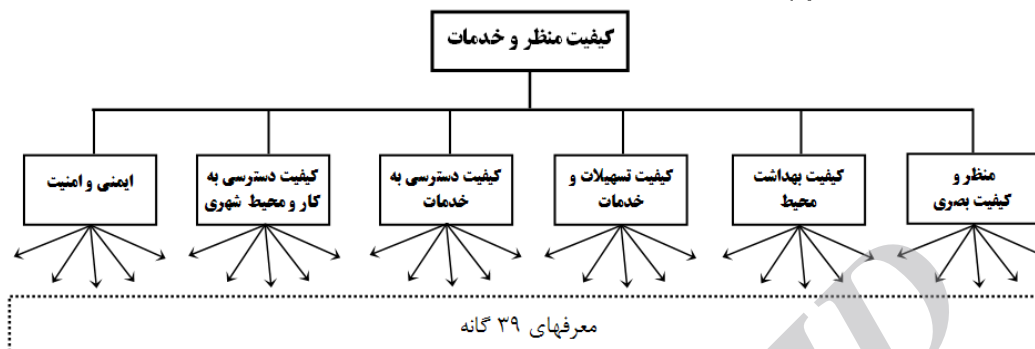 کیفیت منظر و خدمات
منظر و
کیفیت بصری
کیفیت بهداشت
محیط
کیفیت تسهیلات و
خدمات
کیفیت دسترسی به
خدمات
کیفیت دسترسی به
کار و محیط شهری
ایمنی و امنیت
معرفهای ۳۹ گانه